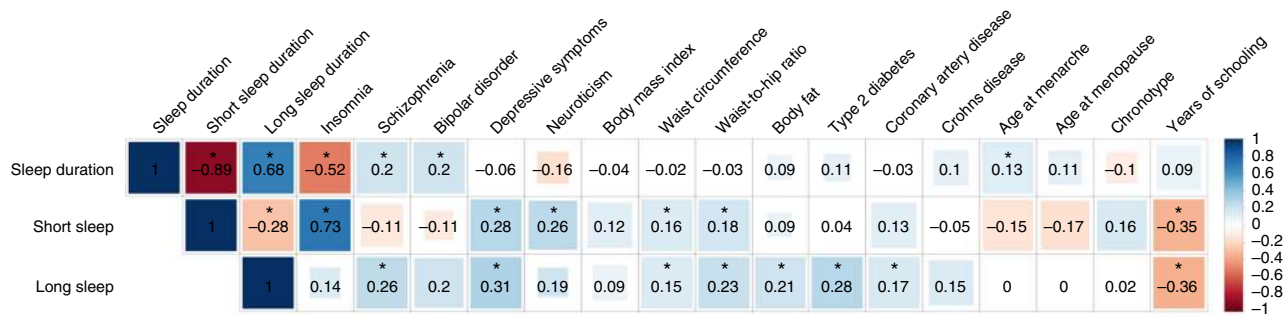 Sleep duration
Short sleep duration
Long sleep duration
Insomnia
Schizophrenia
Bipolar disorder
Depressive symptoms
Neuroticism
Body mass index
Waist circumference
Waist-to-hip ratio
Body fat
Type 2 diabetes
Coronary artery disease
Crohns disease
Age at menarche
Age at menopause
Chronotype
Years of schooling
* * * * * *
Sleep duration 1 −0.89 0.68 −0.52 0.2 0.2 −0.06 −0.16 −0.04 −0.02 −0.03 0.09 0.11 −0.03 0.1 0.13 0.11 −0.1 0.09
* * * * * * *
Short sleep 1 −0.28 0.73 −0.11 −0.11 0.28 0.26 0.12 0.16 0.18 0.09 0.04 0.13 −0.05 −0.15 −0.17 0.16 −0.35
* * * * * * * *
Long sleep 1 0.14 0.26 0.2 0.31 0.19 0.09 0.15 0.23 0.21 0.28 0.17 0.15 0 0 0.02 −0.36
1
0.8
0.6
0.4
0.2
0
−0.2
−0.4
−0.6
−0.8
−1